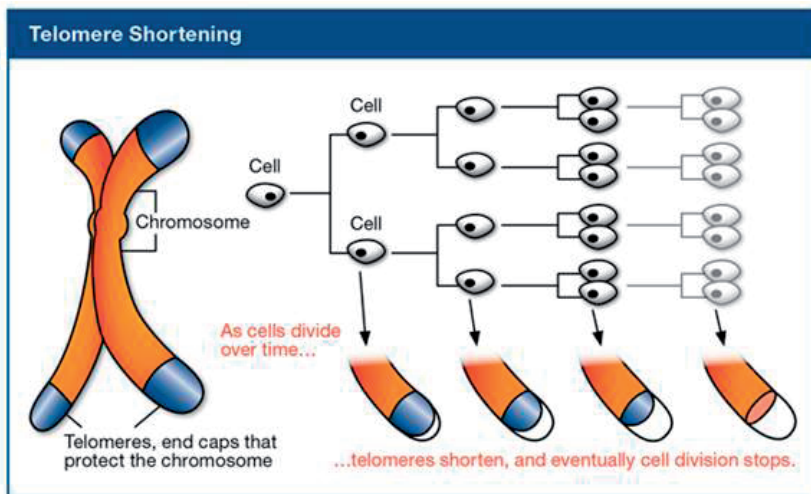 Telomere Shortening
Cell
Cell
Cell
Chromosome
As cells divide
over time...
Telomeres, end caps that
protect the chromosome
...telomeres shorten, and eventually cell division stops.